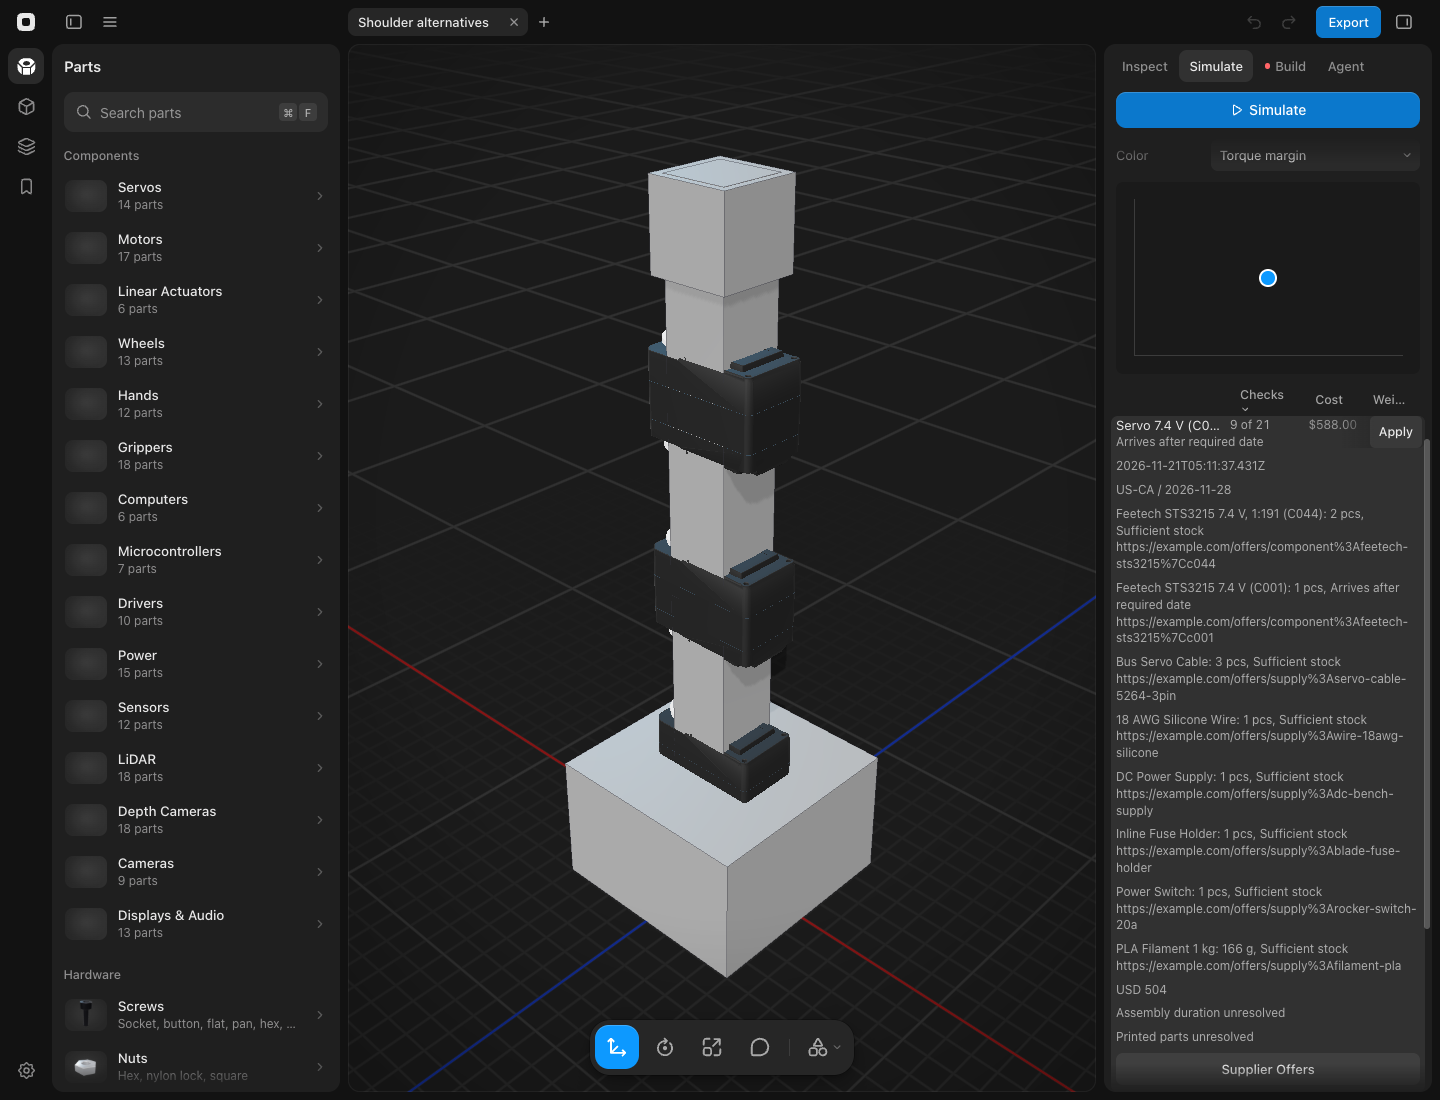 Shoulder alternatives
Export
Parts
Search parts
⌘ F
Components
Servos
14 parts
Motors
17 parts
Linear Actuators
6 parts
Wheels
13 parts
Hands
12 parts
Grippers
18 parts
Computers
6 parts
Microcontrollers
7 parts
Drivers
10 parts
Power
15 parts
Sensors
12 parts
LiDAR
18 parts
Depth Cameras
18 parts
Cameras
9 parts
Displays & Audio
13 parts
Hardware
Screws
Socket, button, flat, pan, hex, ...
Nuts
Hex, nylon lock, square
Inspect
Simulate
Build
Agent
Simulate
Color
Torque margin
Checks
Cost
Wei...
Servo 7.4 V (C0...
9 of 21
$588.00
Apply
Arrives after required date
2026-11-21T05:11:37.431Z
US-CA / 2026-11-28
Feetech STS3215 7.4 V, 1:191 (C044): 2 pcs,
Sufficient stock
https://example.com/offers/component%3Afeetech-
sts3215%7Cc044
Feetech STS3215 7.4 V (C001): 1 pcs, Arrives after
required date
https://example.com/offers/component%3Afeetech-
sts3215%7Cc001
Bus Servo Cable: 3 pcs, Sufficient stock
https://example.com/offers/supply%3Aservo-cable-
5264-3pin
18 AWG Silicone Wire: 1 pcs, Sufficient stock
https://example.com/offers/supply%3Awire-18awg-
silicone
DC Power Supply: 1 pcs, Sufficient stock
https://example.com/offers/supply%3Adc-bench-
supply
Inline Fuse Holder: 1 pcs, Sufficient stock
https://example.com/offers/supply%3Ablade-fuse-
holder
Power Switch: 1 pcs, Sufficient stock
https://example.com/offers/supply%3Arocker-switch-
20a
PLA Filament 1 kg: 166 g, Sufficient stock
https://example.com/offers/supply%3Afilament-pla
USD 504
Assembly duration unresolved
Printed parts unresolved
Supplier Offers